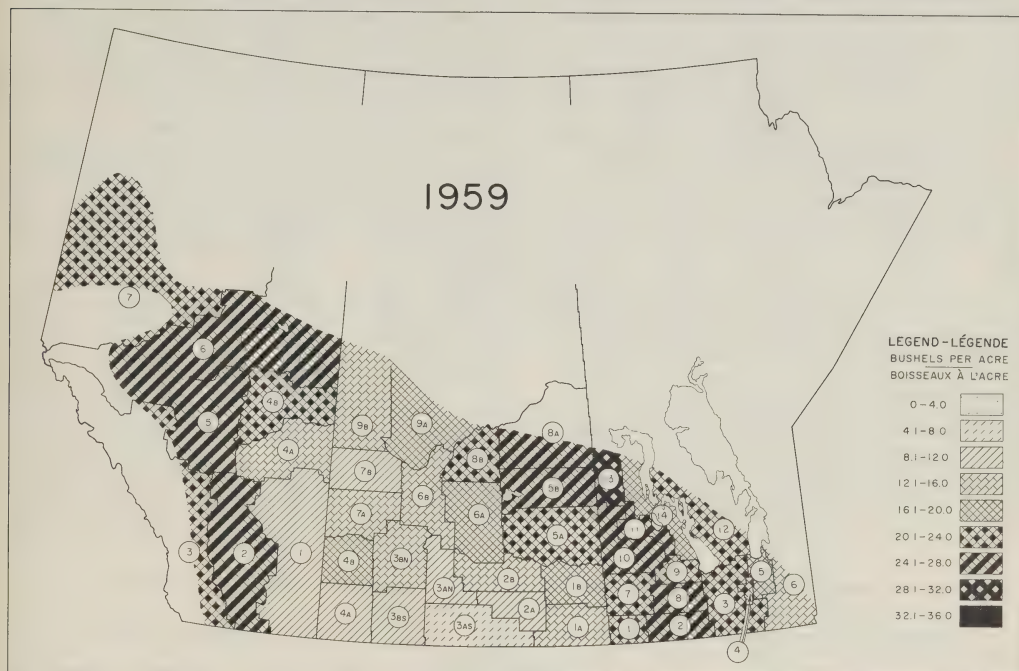 1959
LEGEND-LÉGENDE
BUSHELS PER ACRE
BOISSEAUX À L'ACRE
0-4.0
4.1-8.0
8.1-12.0
12.1-16.0
16.1-20.0
20.1-24.0
24.1-28.0
28.1-32.0
32.1-36.0
7
6
4B
5
9B
9A
8A
4A
8B
7B
13
5B
6B
14
7A
6A
11
12
5A
3
2
1
10
4B
3BN
9
5
6
2B
1B
3AN
7
8
3
4A
3BS
2A
3AS
1A
1
2
4